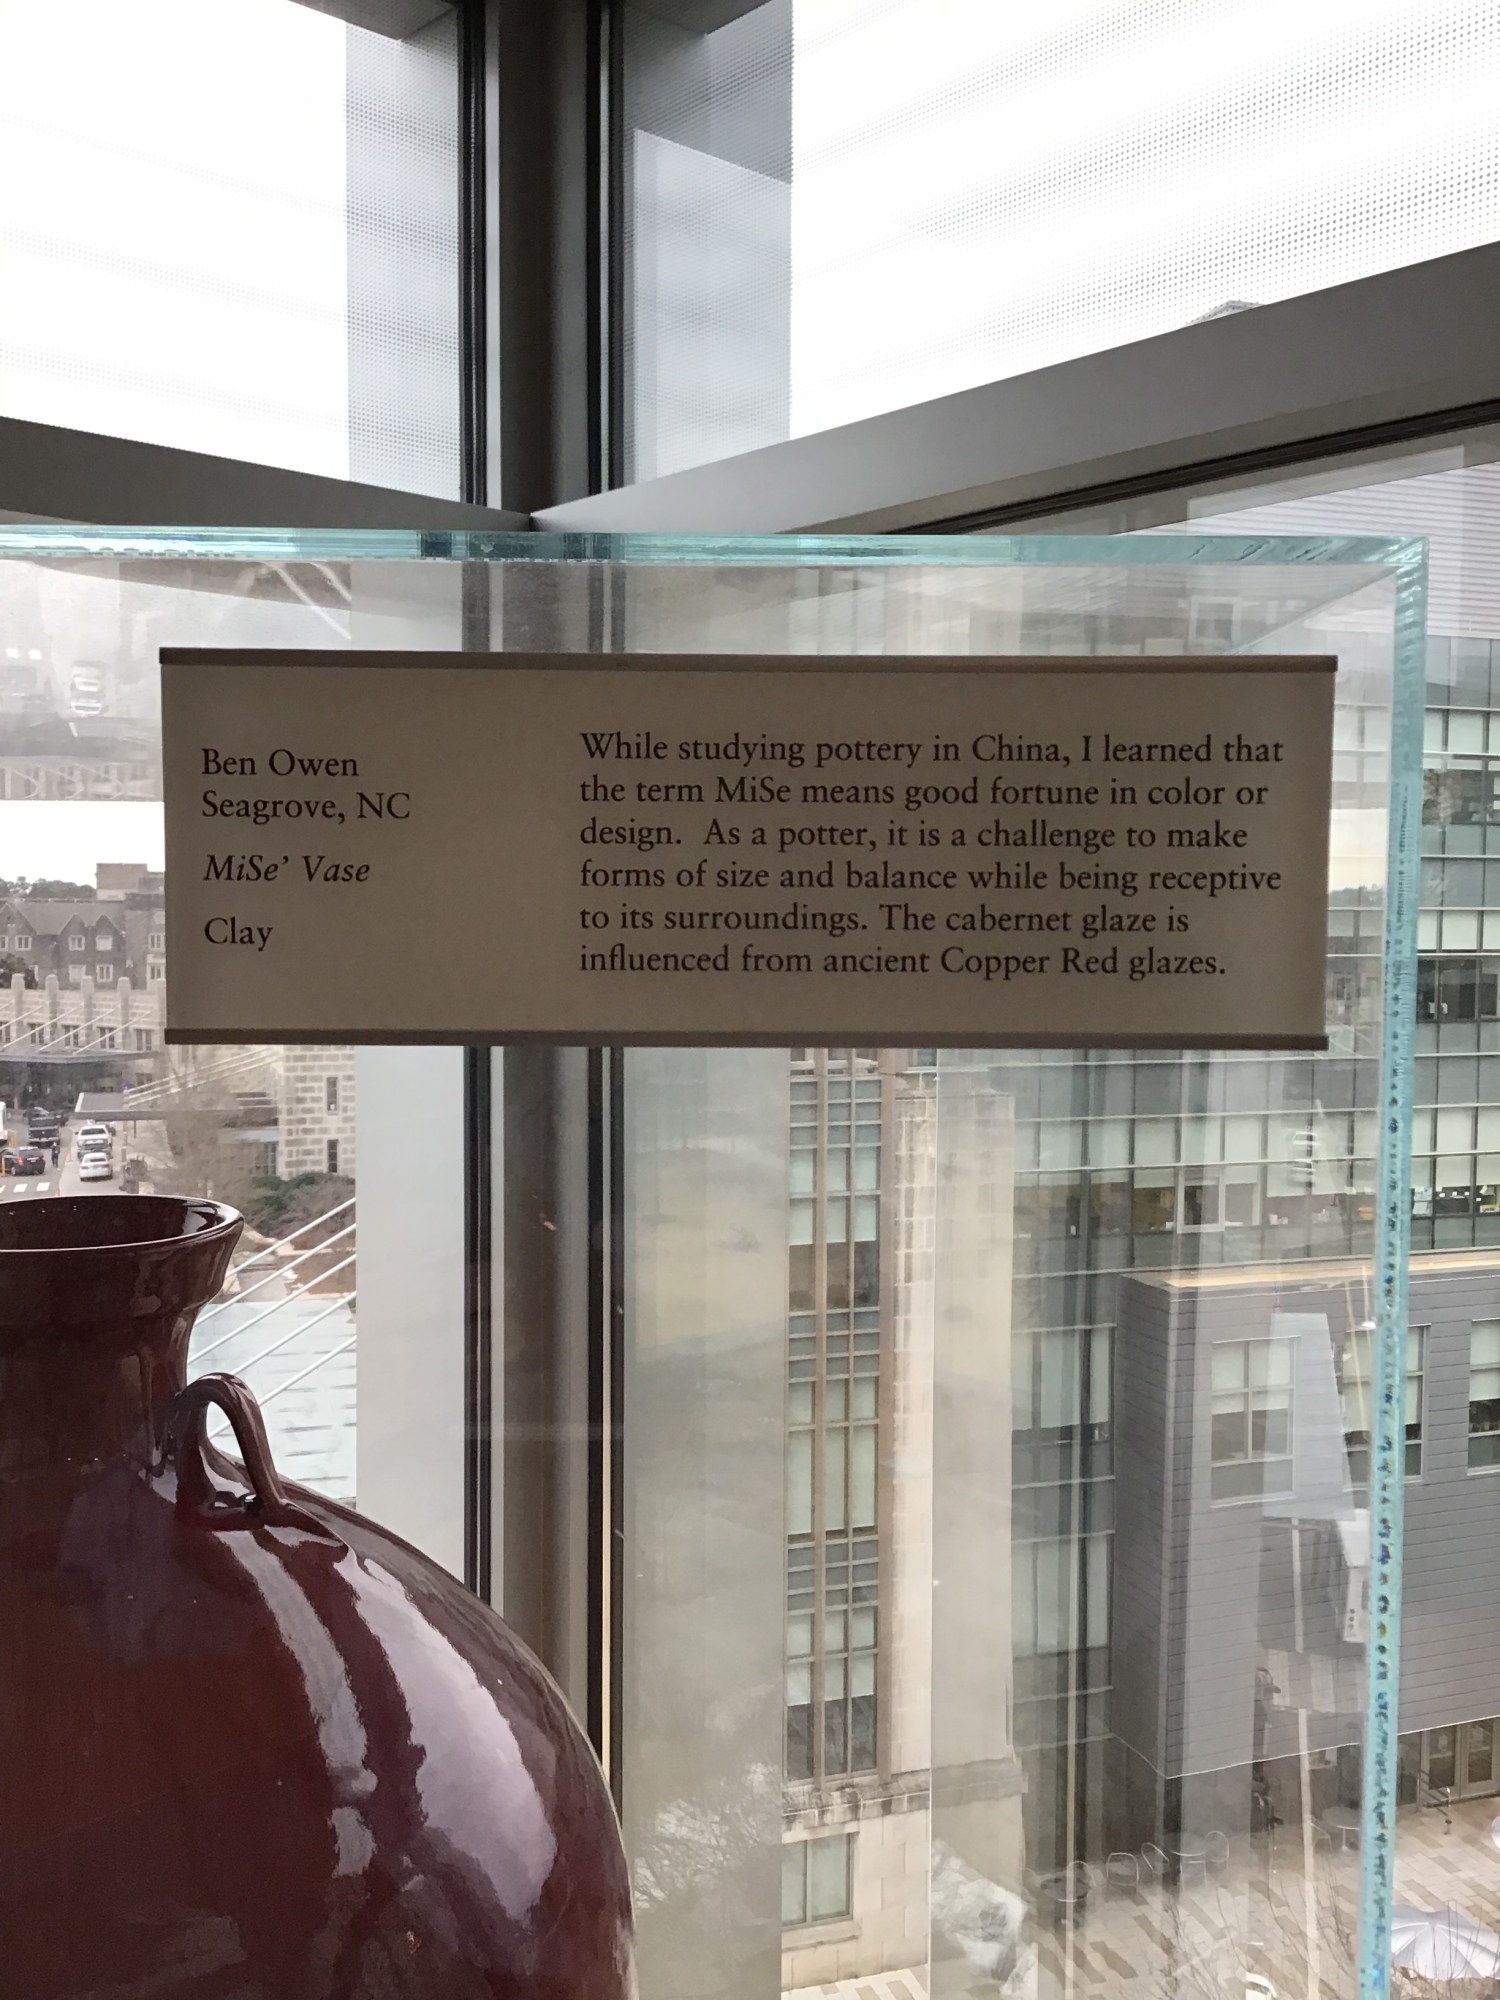 Ben Owen
Seagrove, NC
MiSe' Vase
Clay
While studying pottery in China, I learned that
the term MiSe means good fortune in color or
design.  As a potter, it is a challenge to make
forms of size and balance while being receptive
to its surroundings. The cabernet glaze is
influenced from ancient Copper Red glazes.